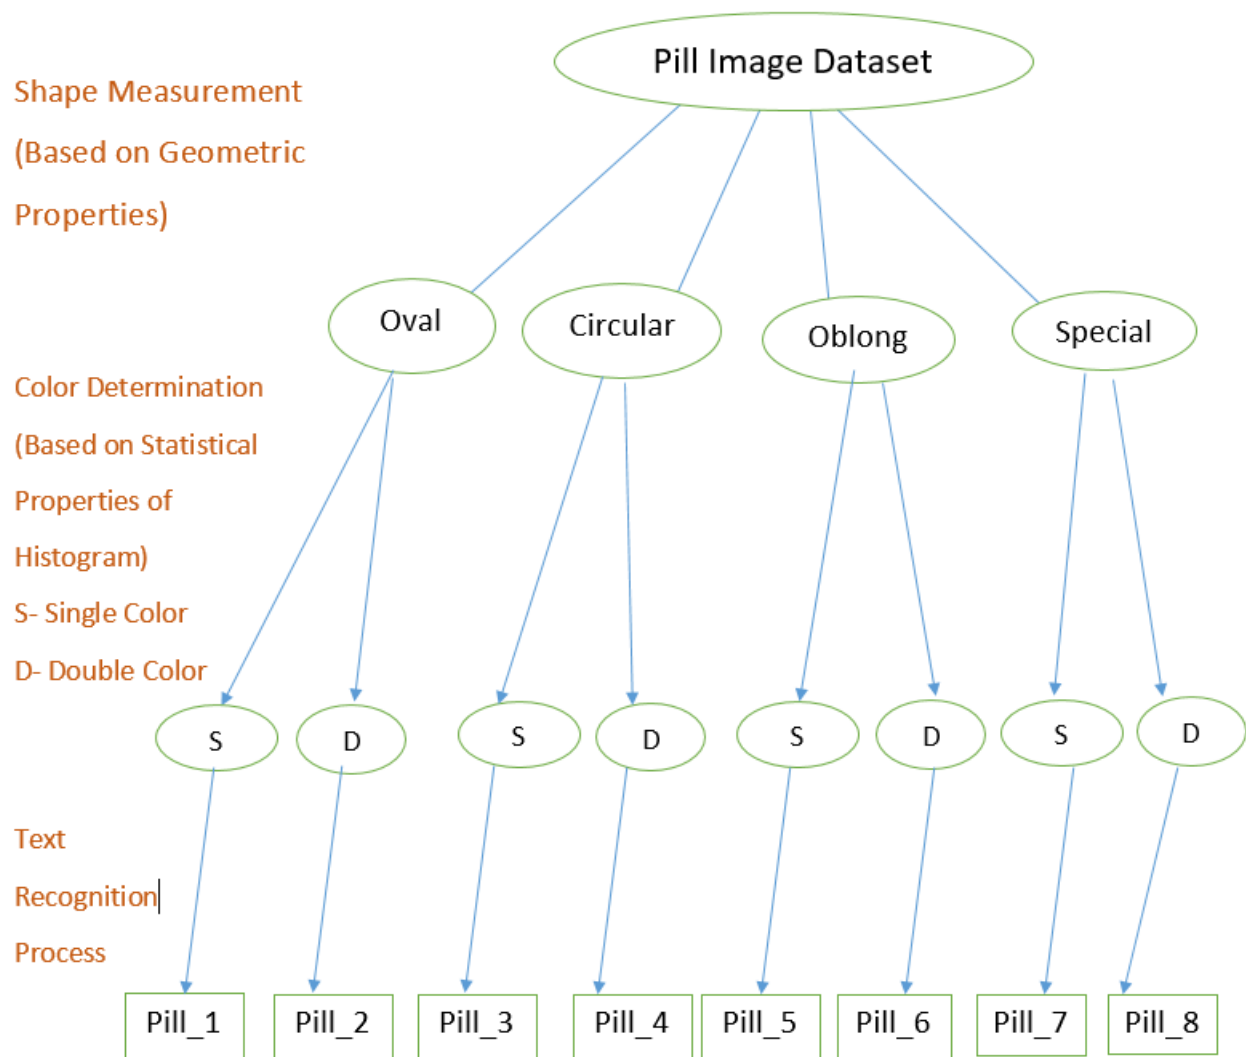 Pill Image Dataset
Shape Measurement
(Based on Geometric
Properties)
Oval
Circular
Oblong
Special
Color Determination
(Based on Statistical
Properties of
Histogram)
S- Single Color
D- Double Color
S
D
S
D
S
D
S
D
Text
Recognition
Process
Pill_1
Pill_2
Pill_3
Pill_4
Pill_5
Pill_6
Pill_7
Pill_8